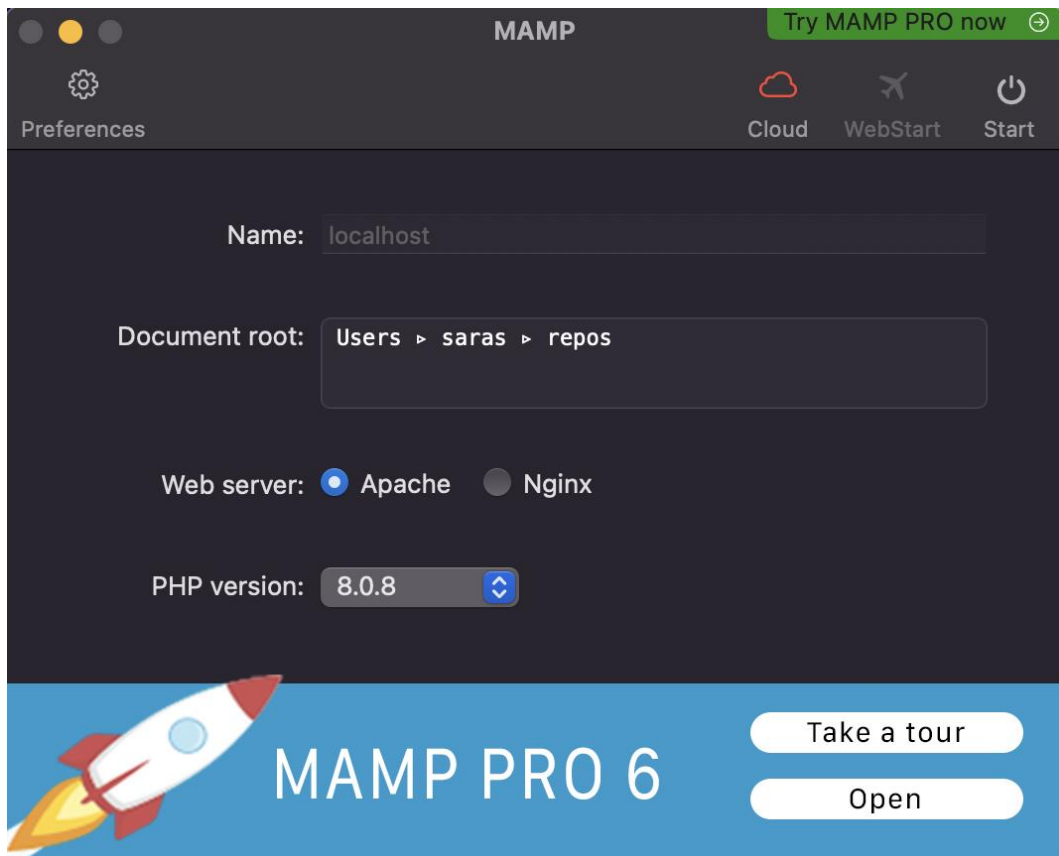 MAMP
Try MAMP PRO now
Preferences
Cloud
WebStart
Start
Name: localhost
Document root: Users ▹ saras ▹ repos
Web server: Apache Nginx
PHP version: 8.0.8
MAMP PRO 6
Take a tour
Open